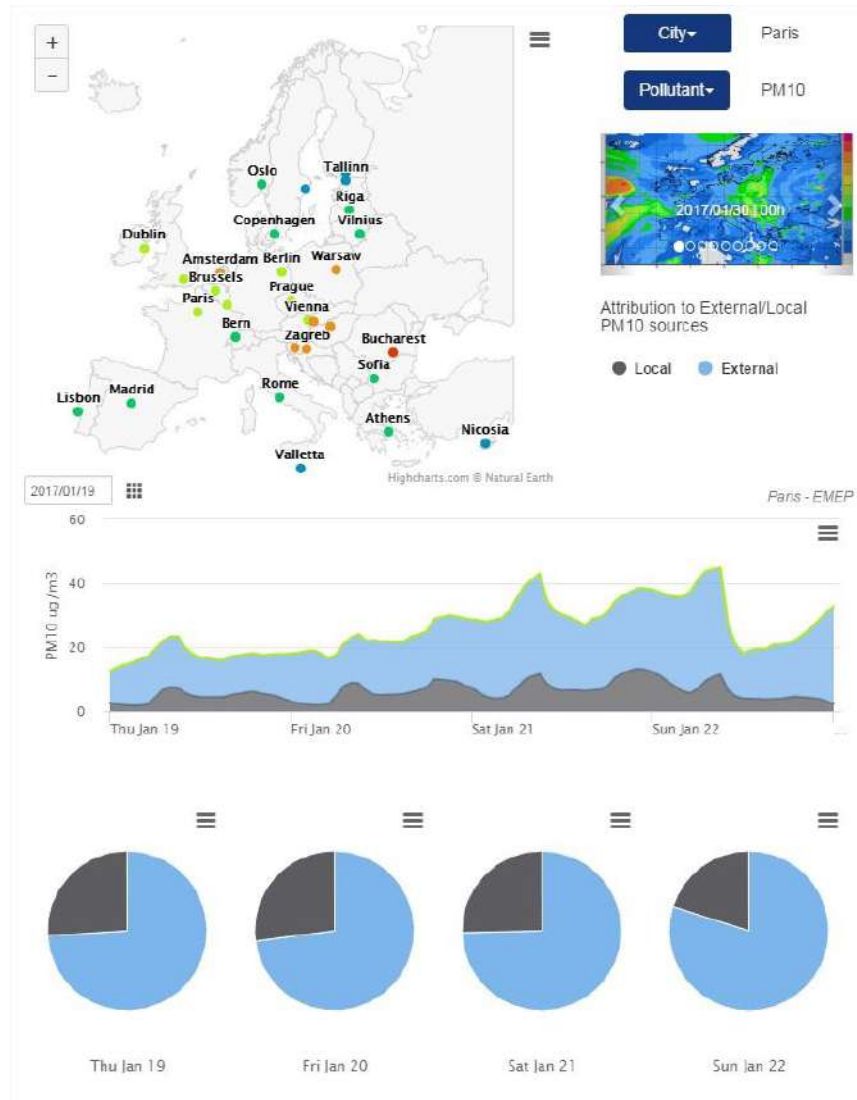 +
−
City
Paris
Pollutant
PM10
2017/01/30 00h
Attribution to External/Local
PM10 sources
Local
External
Oslo
Tallinn
Riga
Copenhagen
Vilnius
Dublin
Amsterdam
Berlin
Warsaw
Brussels
Prague
Paris
Vienna
Bern
Zagreb
Bucharest
Sofia
Lisbon
Madrid
Rome
Athens
Nicosia
Valletta
Highcharts.com © Natural Earth
2017/01/19
Paris - EMEP
60
40
20
0
PM10 ug/m3
Thu Jan 19
Fri Jan 20
Sat Jan 21
Sun Jan 22
...
Thu Jan 19
Fri Jan 20
Sat Jan 21
Sun Jan 22